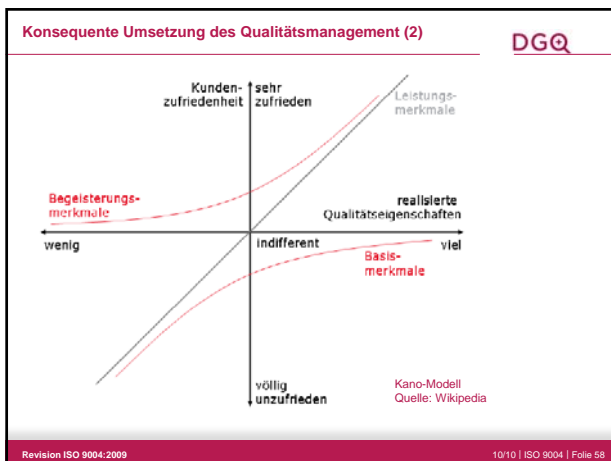 Konsequente Umsetzung des Qualitätsmanagement (2)
DGQ
Kunden-
zufriedenheit
sehr
zufrieden
Leistungs-
merkmale
Begeisterungs-
merkmale
realisierte
Qualitätseigenschaften
wenig
indifferent
viel
Basis-
merkmale
völlig
unzufrieden
Kano-Modell
Quelle: Wikipedia
Revision ISO 9004:2009
10/10 | ISO 9004 | Folie 58